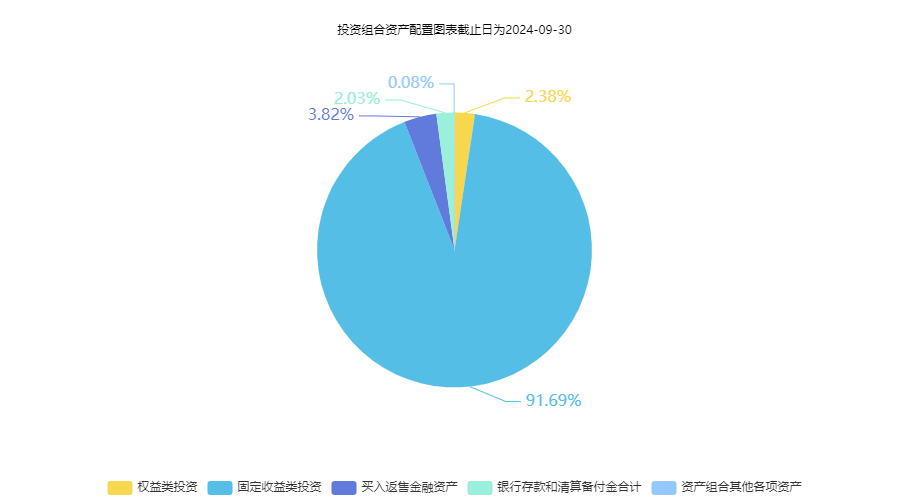 投资组合资产配置图表截止日为2024-09-30
0.08%
2.38%
2.03%
3.82%
91.69%
权益类投资 固定收益类投资 买入返售金融资产 银行存款和清算备付金合计 资产组合其他各项资产